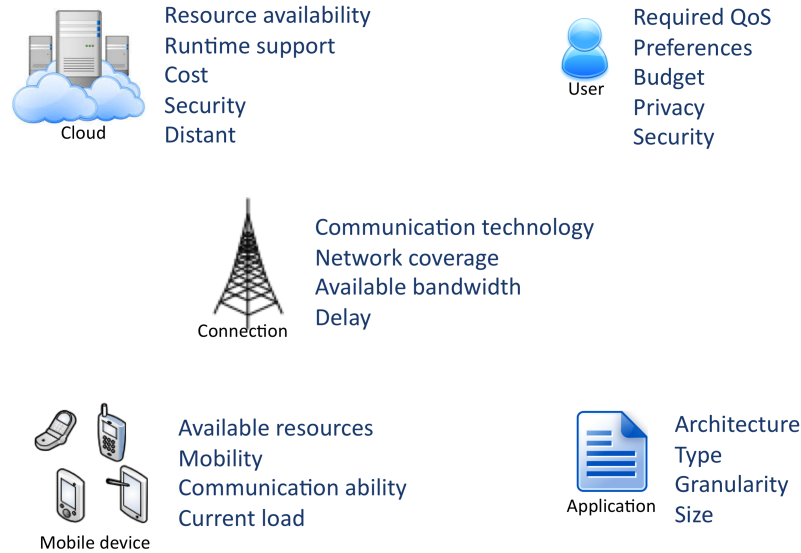 Resource availability
Runtime support
Cost
Security
Distant
Cloud
Required QoS
Preferences
Budget
Privacy
Security
User
Communication technology
Network coverage
Available bandwidth
Delay
Connection
Available resources
Mobility
Communication ability
Current load
Mobile device
Architecture
Type
Granularity
Size
Application